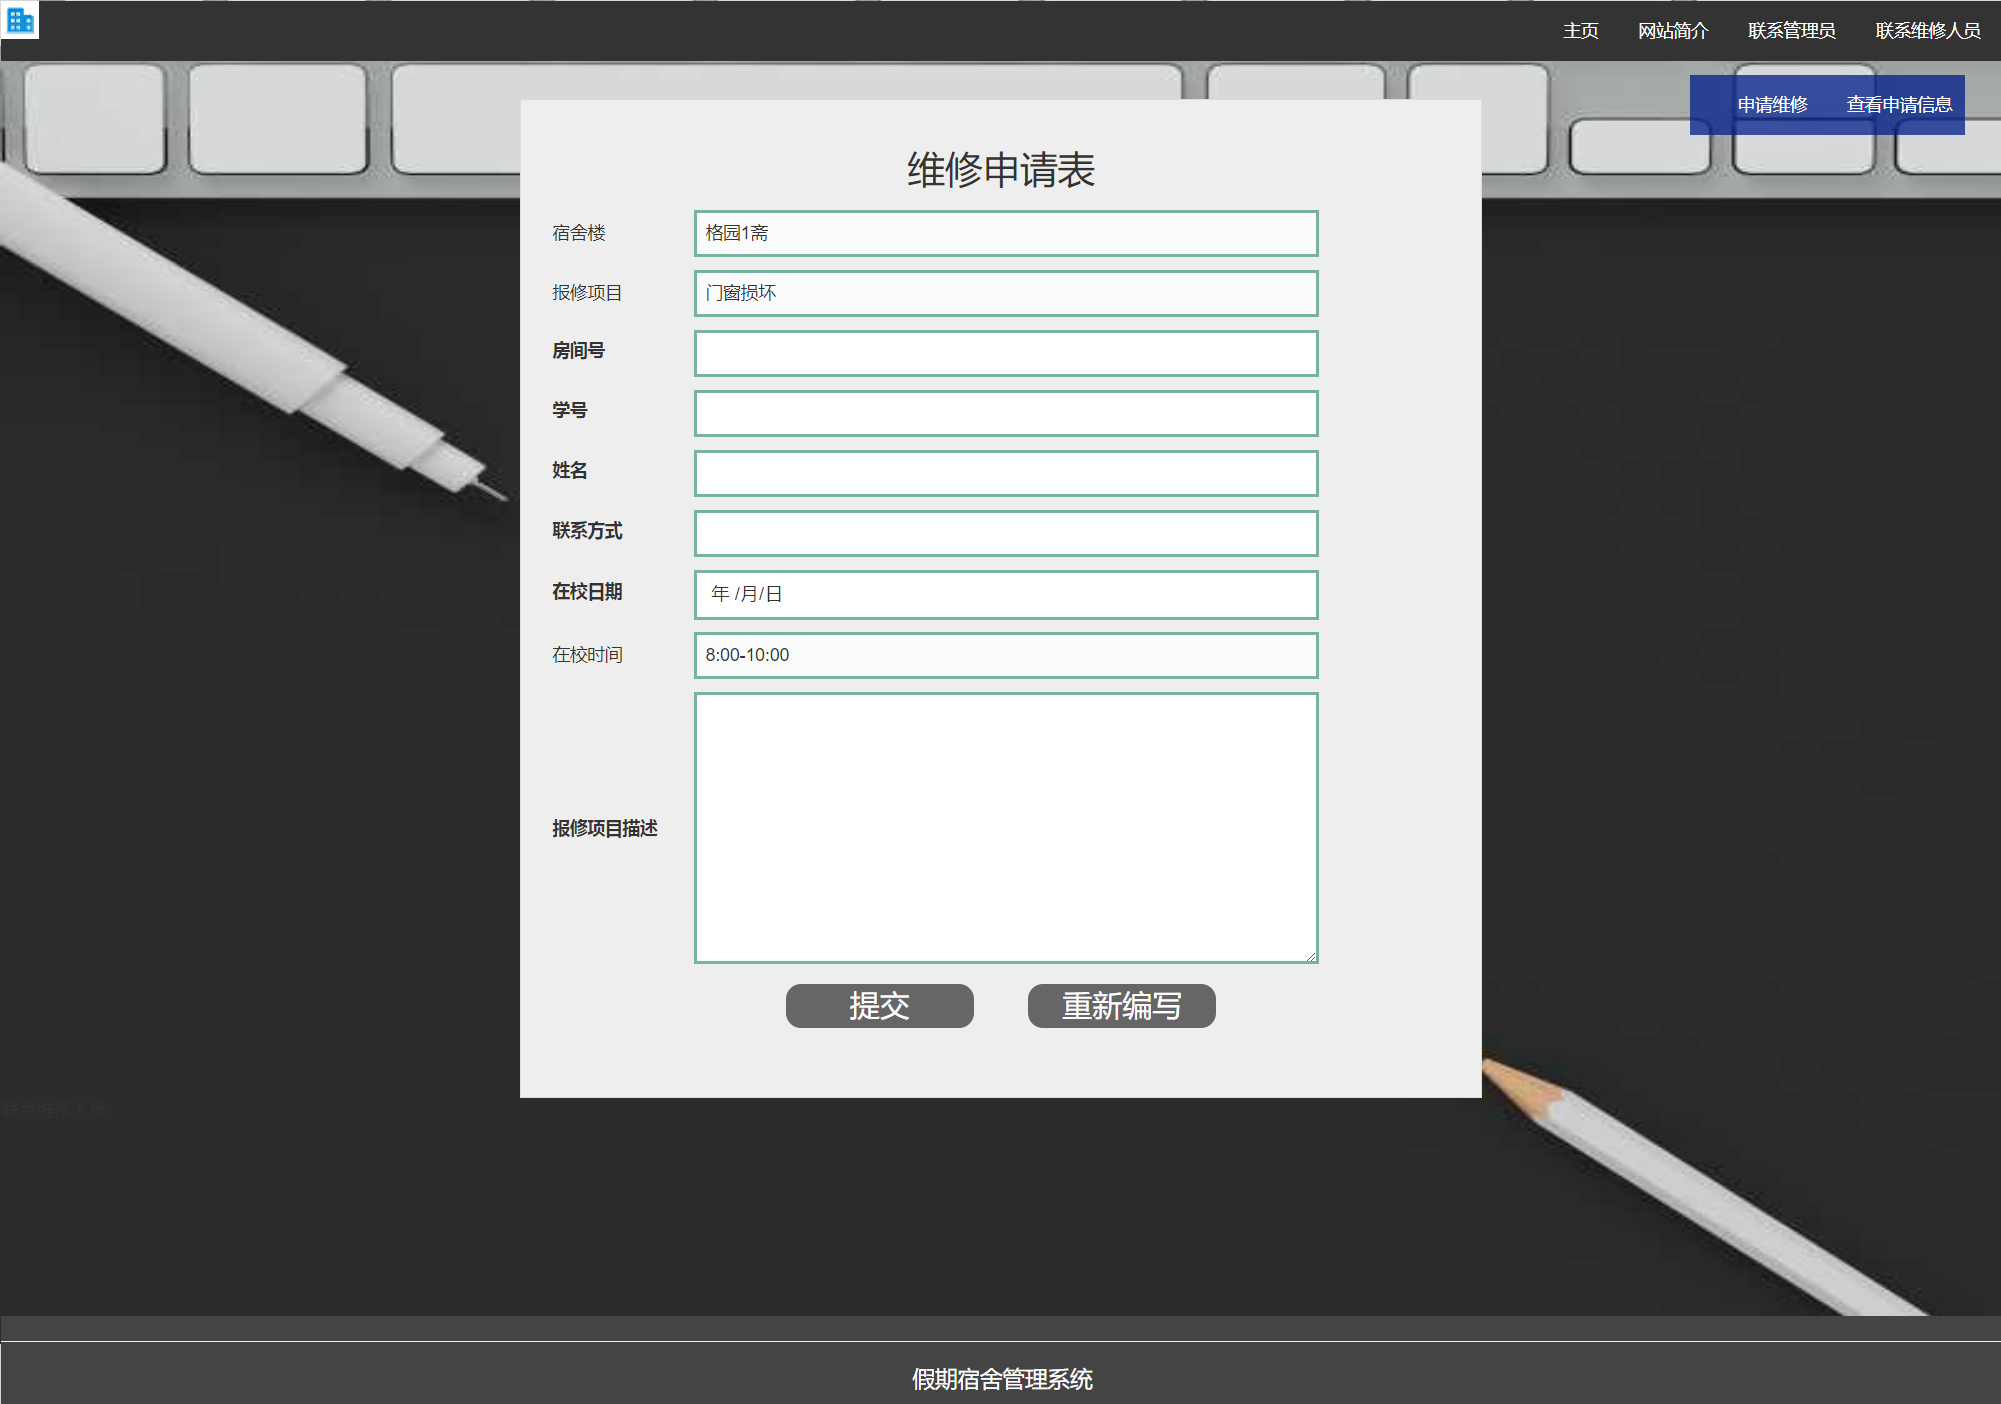 主页 网站简介 联系管理员 联系维修人员
申请维修 查看申请信息
维修申请表
宿舍楼 格园1斋
报修项目 门窗损坏
房间号
学号
姓名
联系方式
在校日期 年 /月/日
在校时间 8:00-10:00
报修项目描述
提交 重新编写
联系维修人员
假期宿舍管理系统